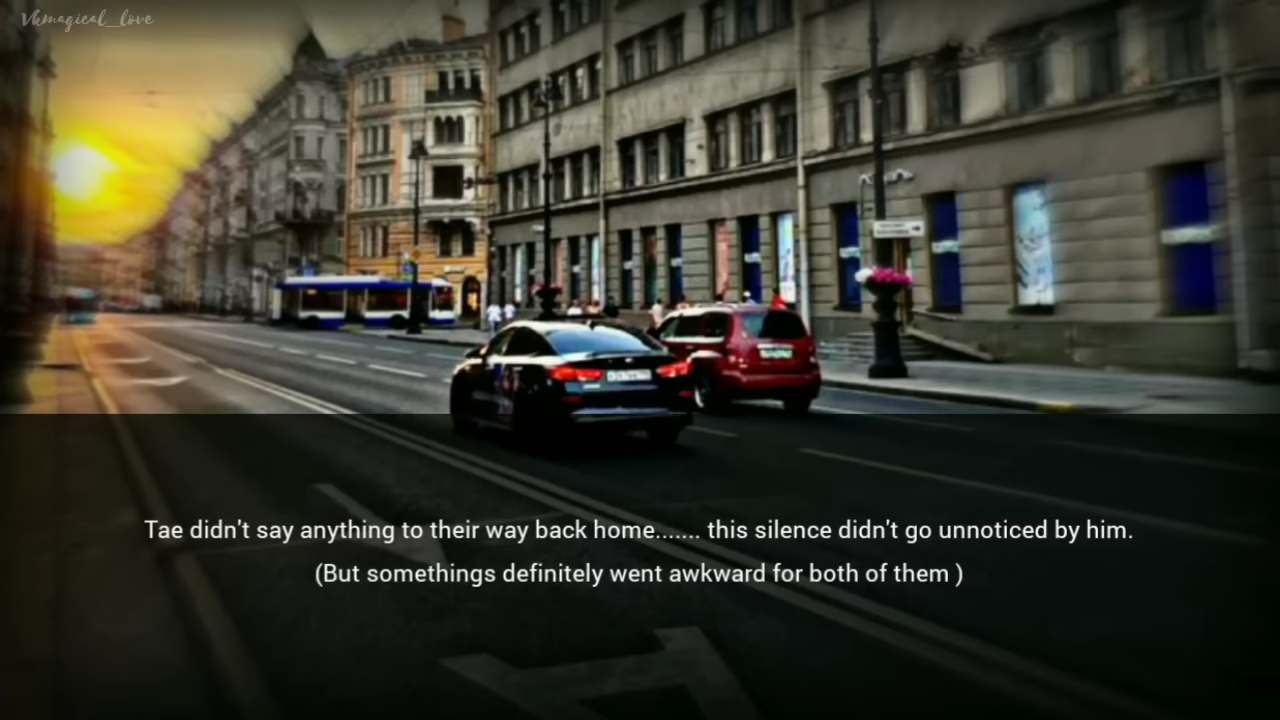 Vkmagical_love
Tae didn't say anything to their way back home....... this silence didn't go unnoticed by him.
(But somethings definitely went awkward for both of them )